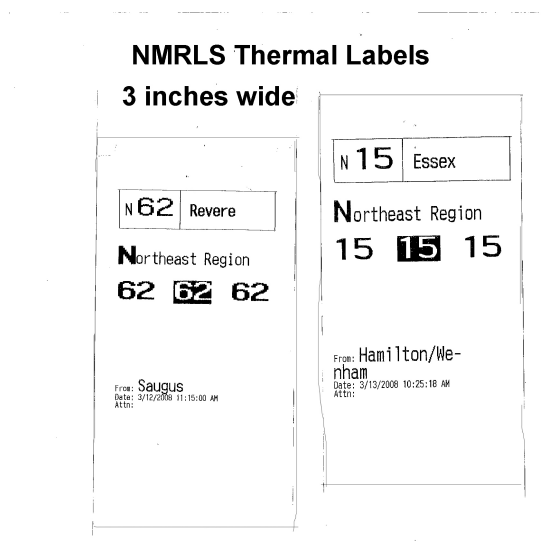 NMRLS Thermal Labels
3 inches wide
N 62 Revere
Northeast Region
62 62 62
From: Saugus
Date: 3/12/2008 11:15:00 AM
Attn:
N 15 Essex
Northeast Region
15 15 15
From: Hamilton/We-
nham
Date: 3/13/2008 10:25:18 AM
Attn: